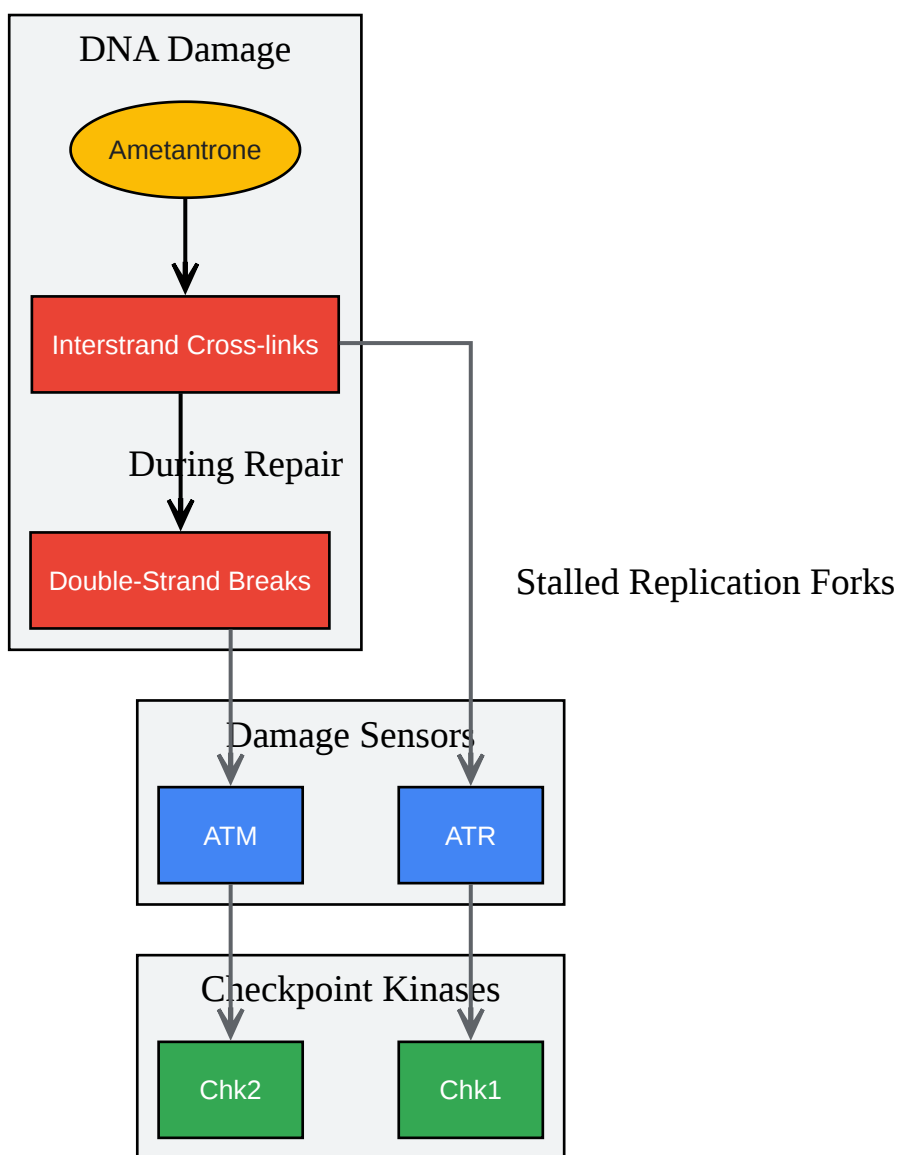 DNA Damage
Ametantrone
Interstrand Cross-links
During Repair
Double-Strand Breaks
Stalled Replication Forks
Damage Sensors
ATM
ATR
Checkpoint Kinases
Chk2
Chk1